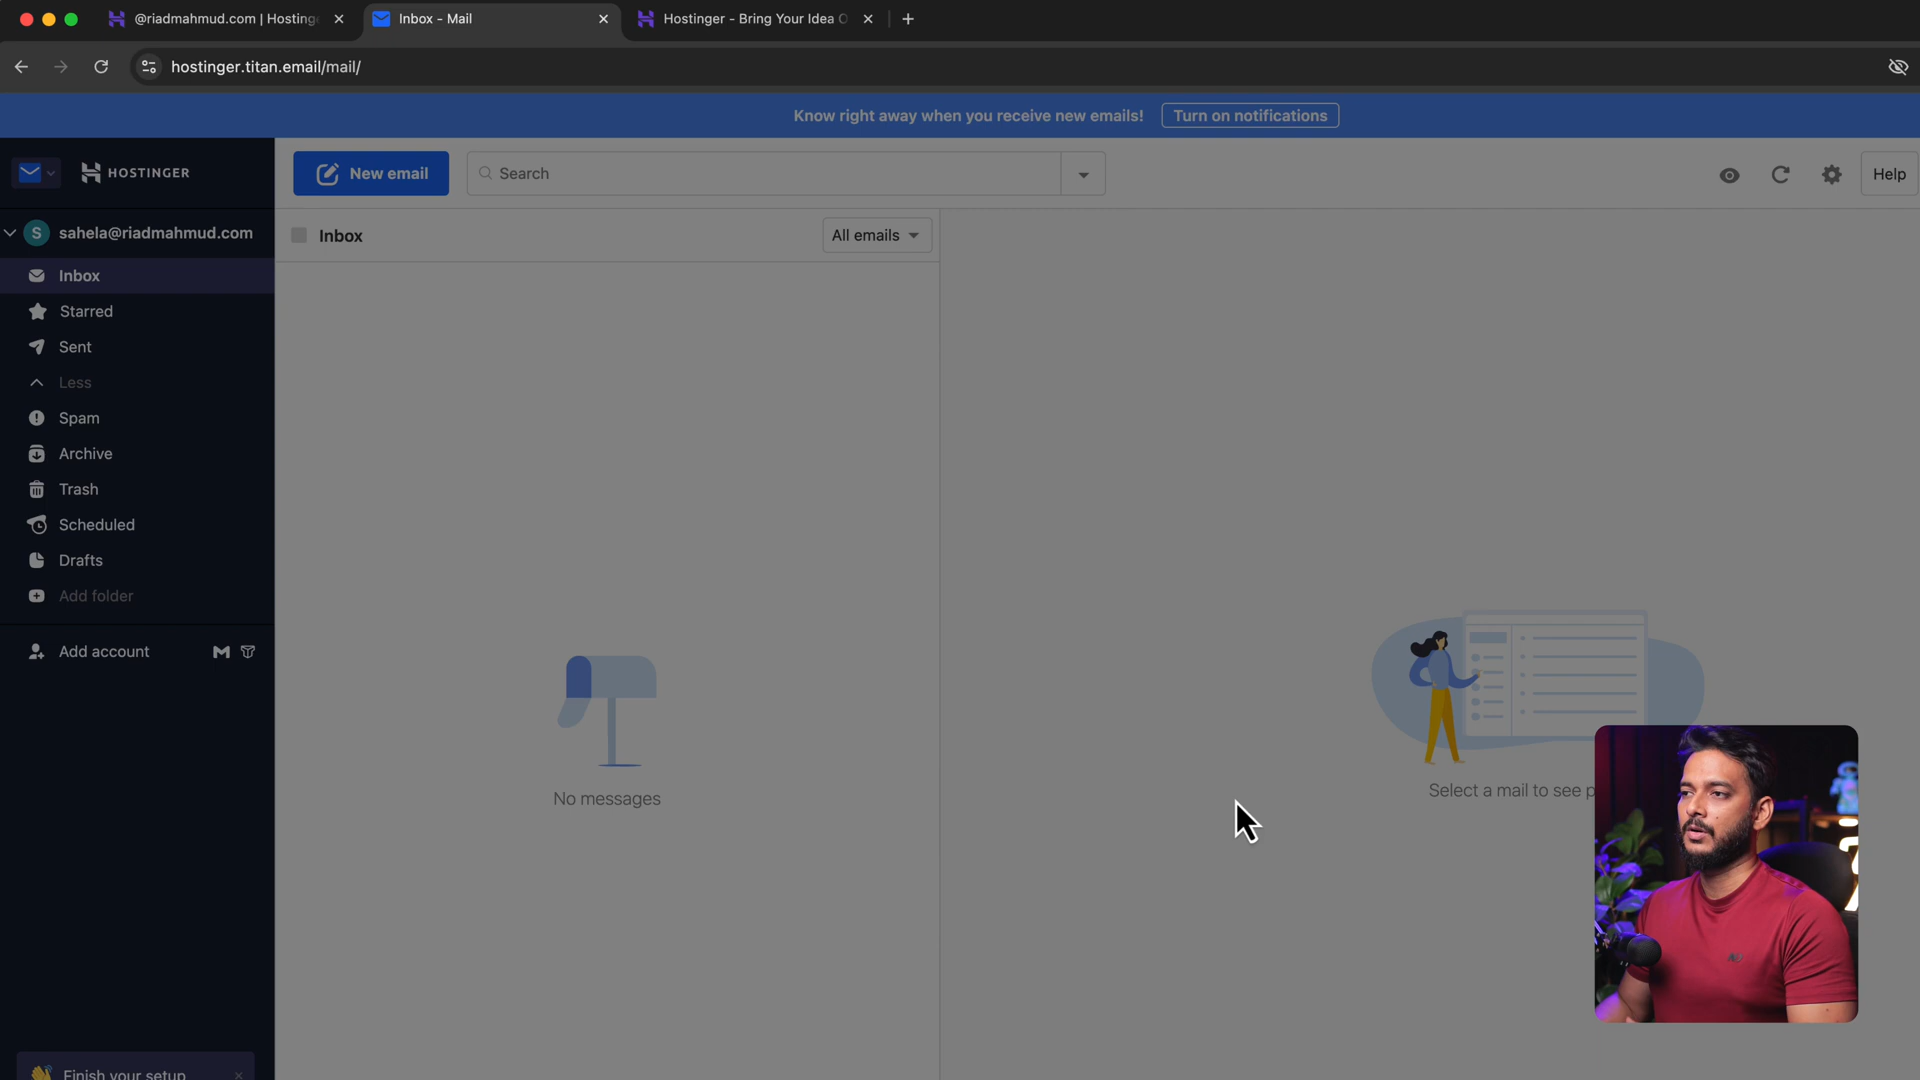 @riadmahmud.com | Hosting
Inbox - Mail
Hostinger - Bring Your Idea O
hostinger.titan.email/mail/
Know right away when you receive new emails!
Turn on notifications
HOSTINGER
New email
Search
Help
S
sahela@riadmahmud.com
Inbox
All emails
Inbox
Starred
Sent
Less
Spam
Archive
Trash
Scheduled
Drafts
Add folder
Add account
No messages
Select a mail to see p
Finish your setup